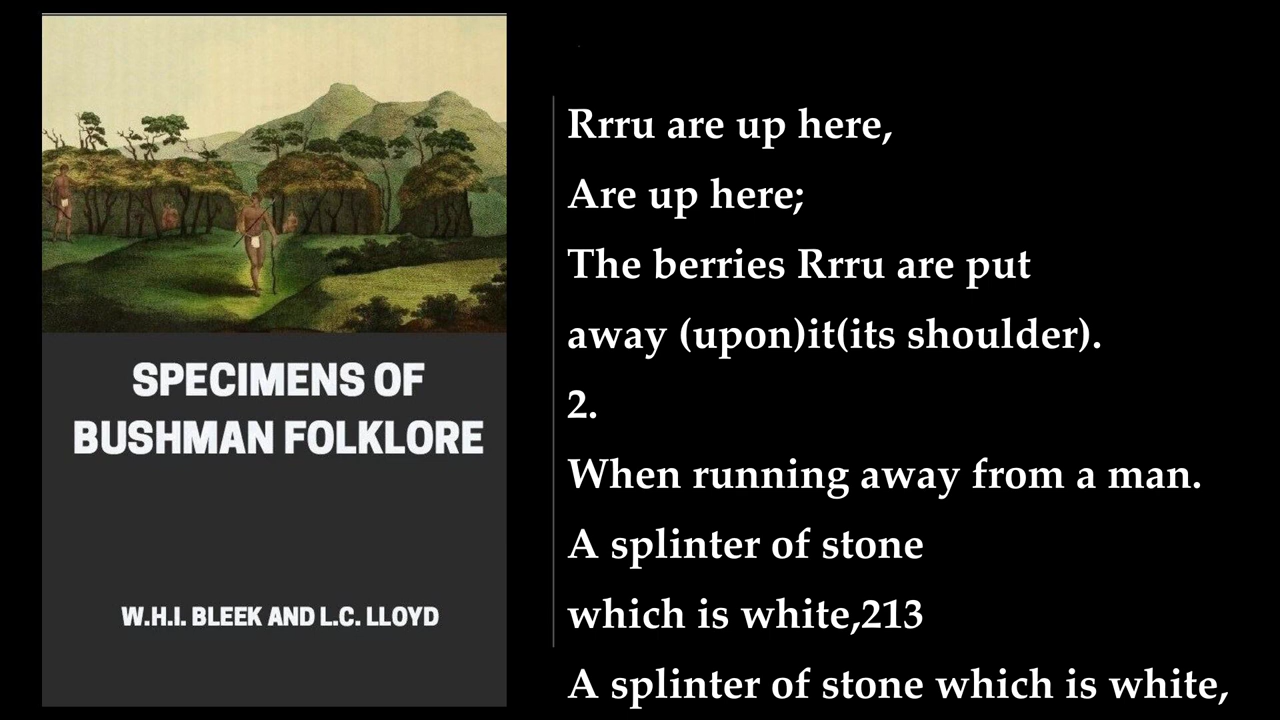 SPECIMENS OF
BUSHMAN FOLKLORE
W.H.I. BLEEK AND L.C. LLOYD
Rrru are up here,
Are up here;
The berries Rrru are put
away (upon)it(its shoulder).
2.
When running away from a man.
A splinter of stone
which is white,213
A splinter of stone which is white,